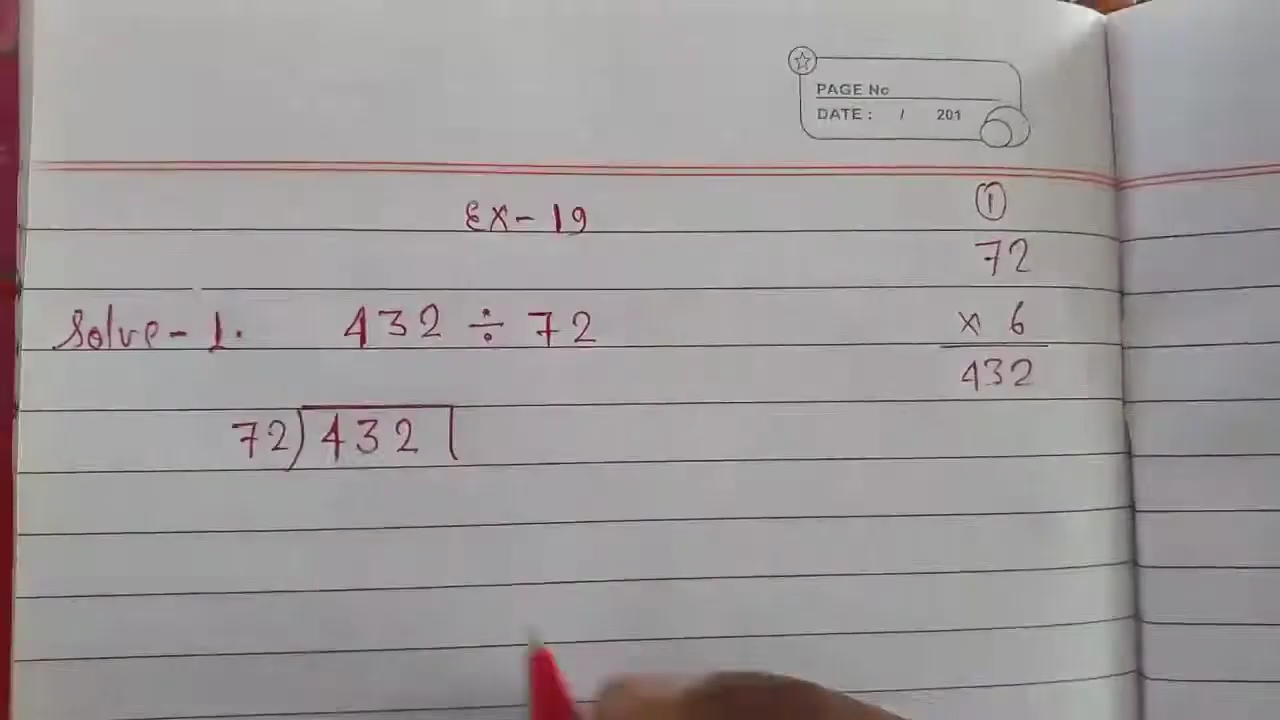 PAGE No
DATE : / 201
Ex - 19
①
72
x 6
432
Solve - 1. 432 ÷ 72
72)432